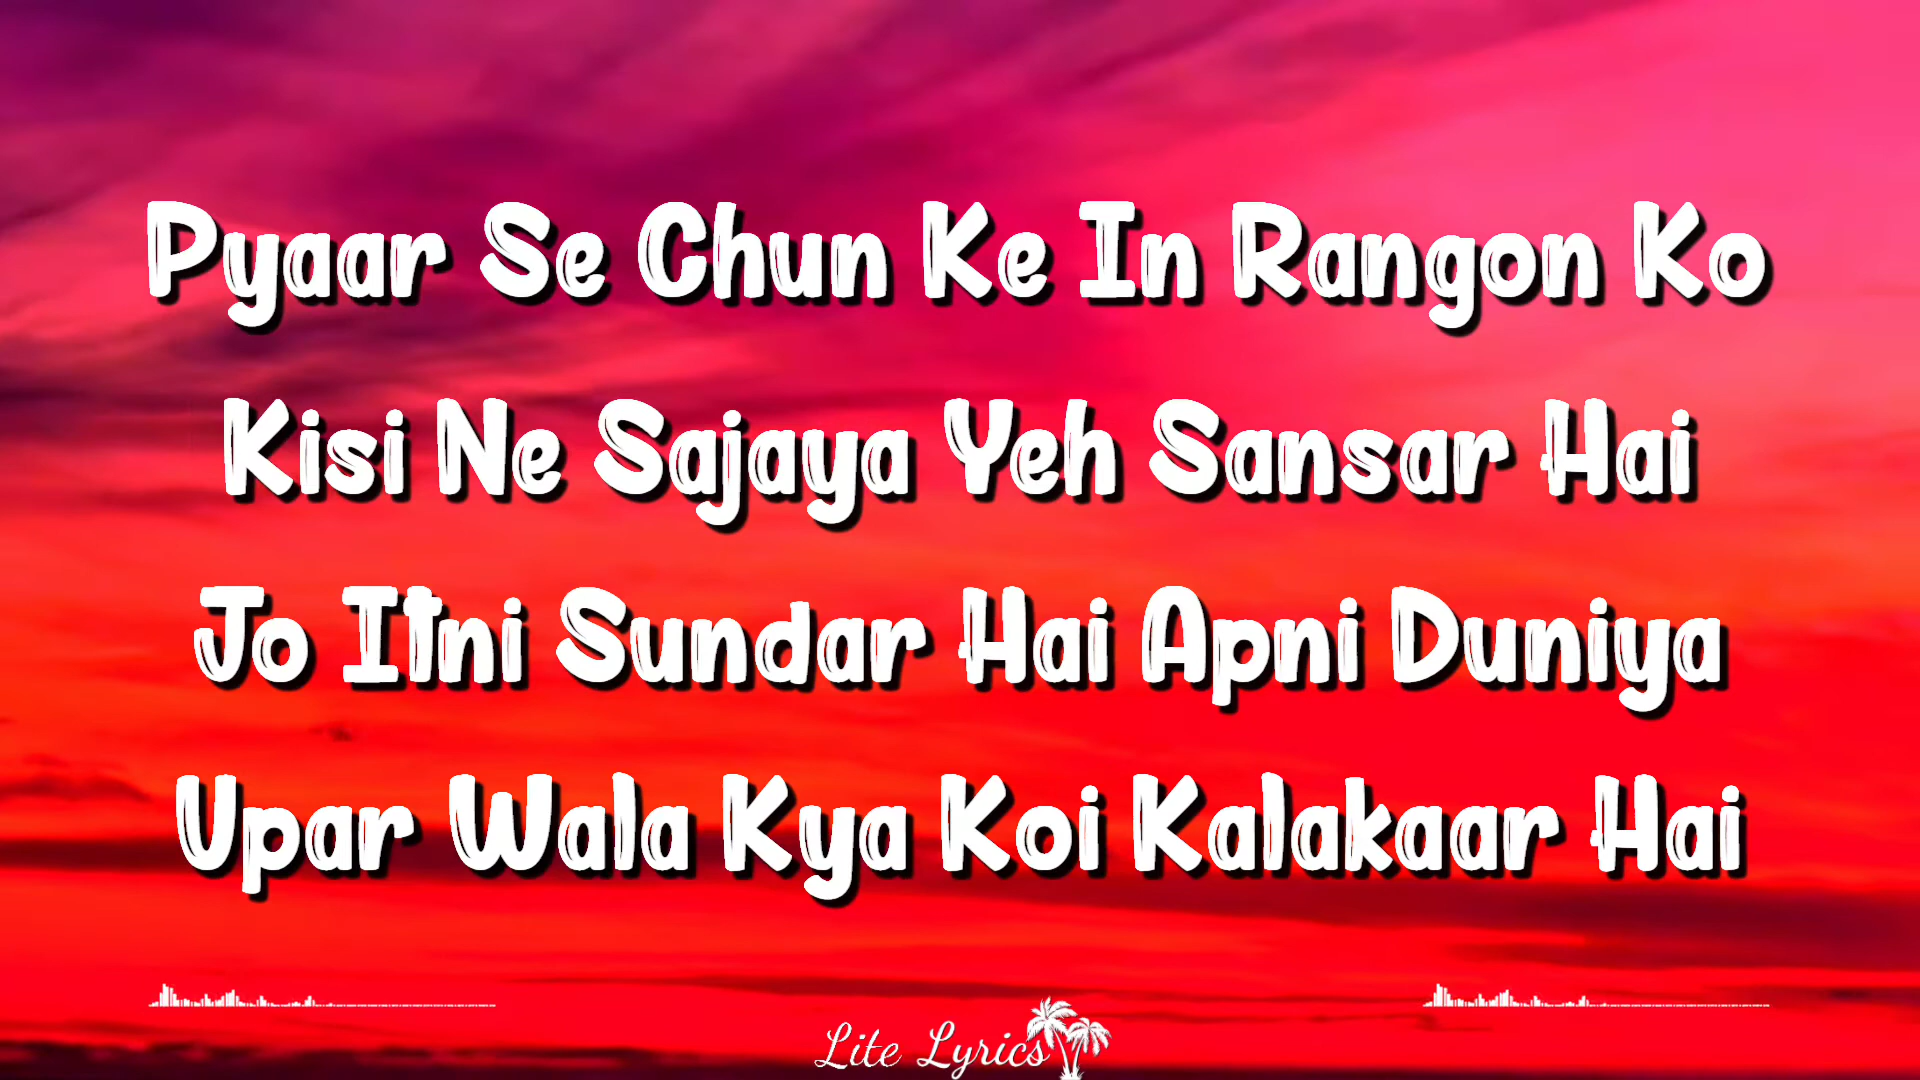 Pyaar Se Chun Ke In Rangon Ko
Kisi Ne Sajaya Yeh Sansar Hai
Jo Itni Sundar Hai Apni Duniya
Upar Wala Kya Koi Kalakaar Hai
Lite Lyrics